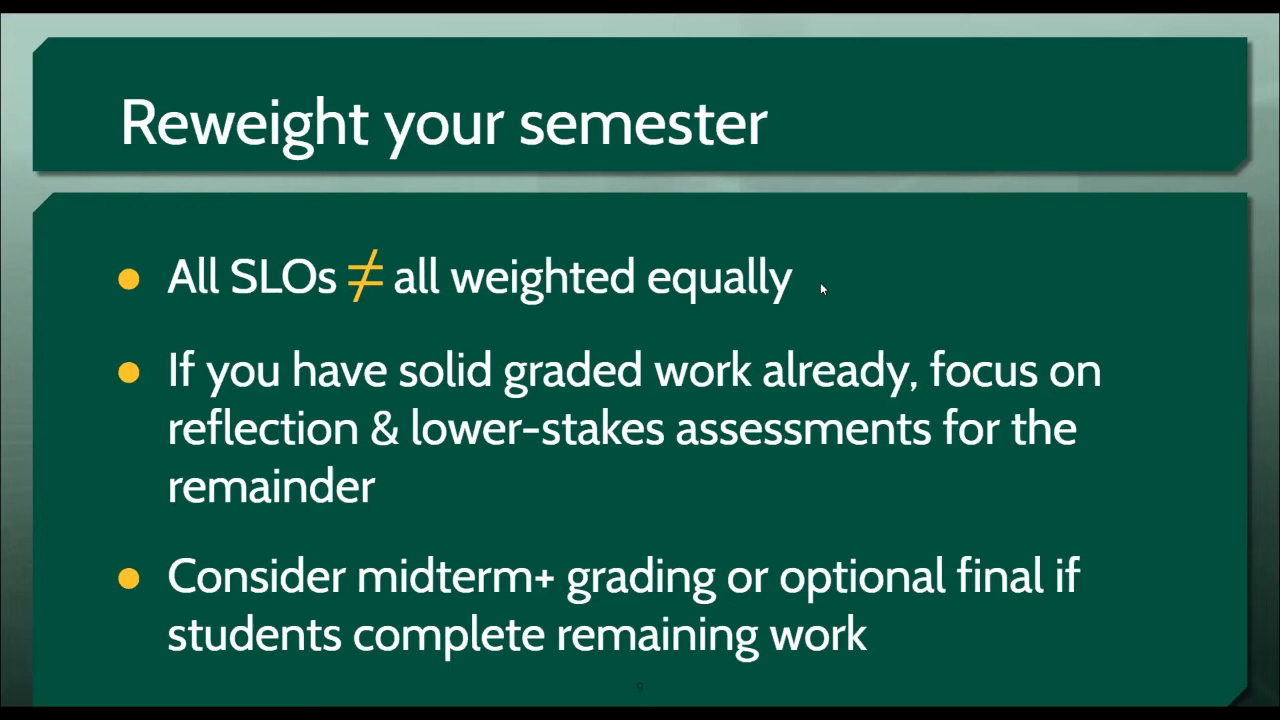 Reweight your semester
All SLOs ≠ all weighted equally
If you have solid graded work already, focus on
reflection & lower-stakes assessments for the
remainder
Consider midterm+ grading or optional final if
students complete remaining work
9